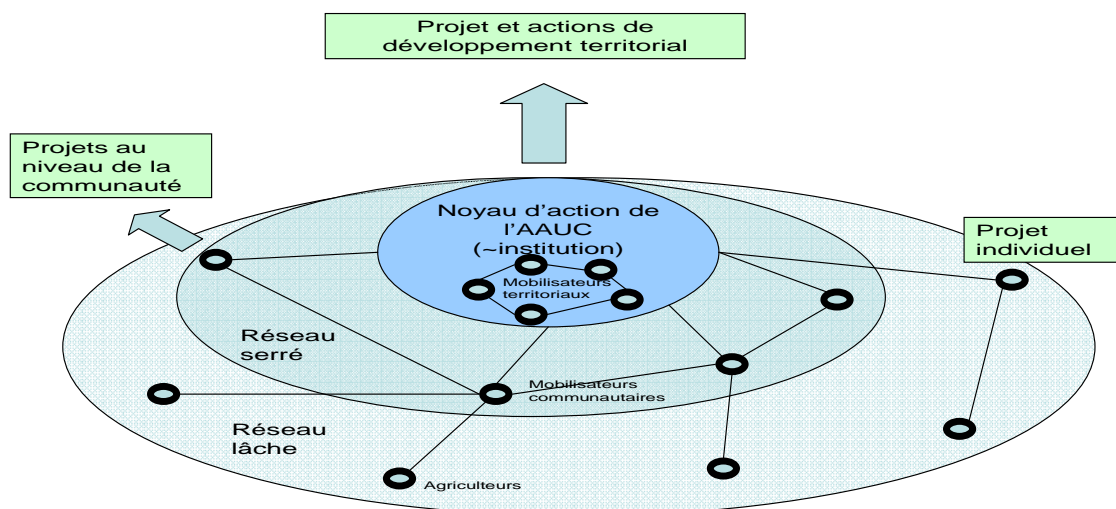 Projet et actions de
développement territorial
Projets au
niveau de la
communauté
Noyau d'action de
l'AAUC
(~institution)
Mobilisateurs
territoriaux
Projet
individuel
Réseau
serré
Mobilisateurs
communautaires
Réseau
lâche
Agriculteurs